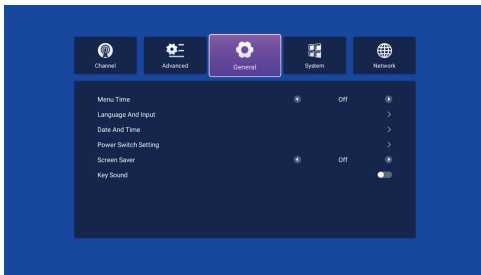 Channel
Advanced
General
System
Network
Menu Time Off
Language And Input
Date And Time
Power Switch Setting
Screen Saver Off
Key Sound